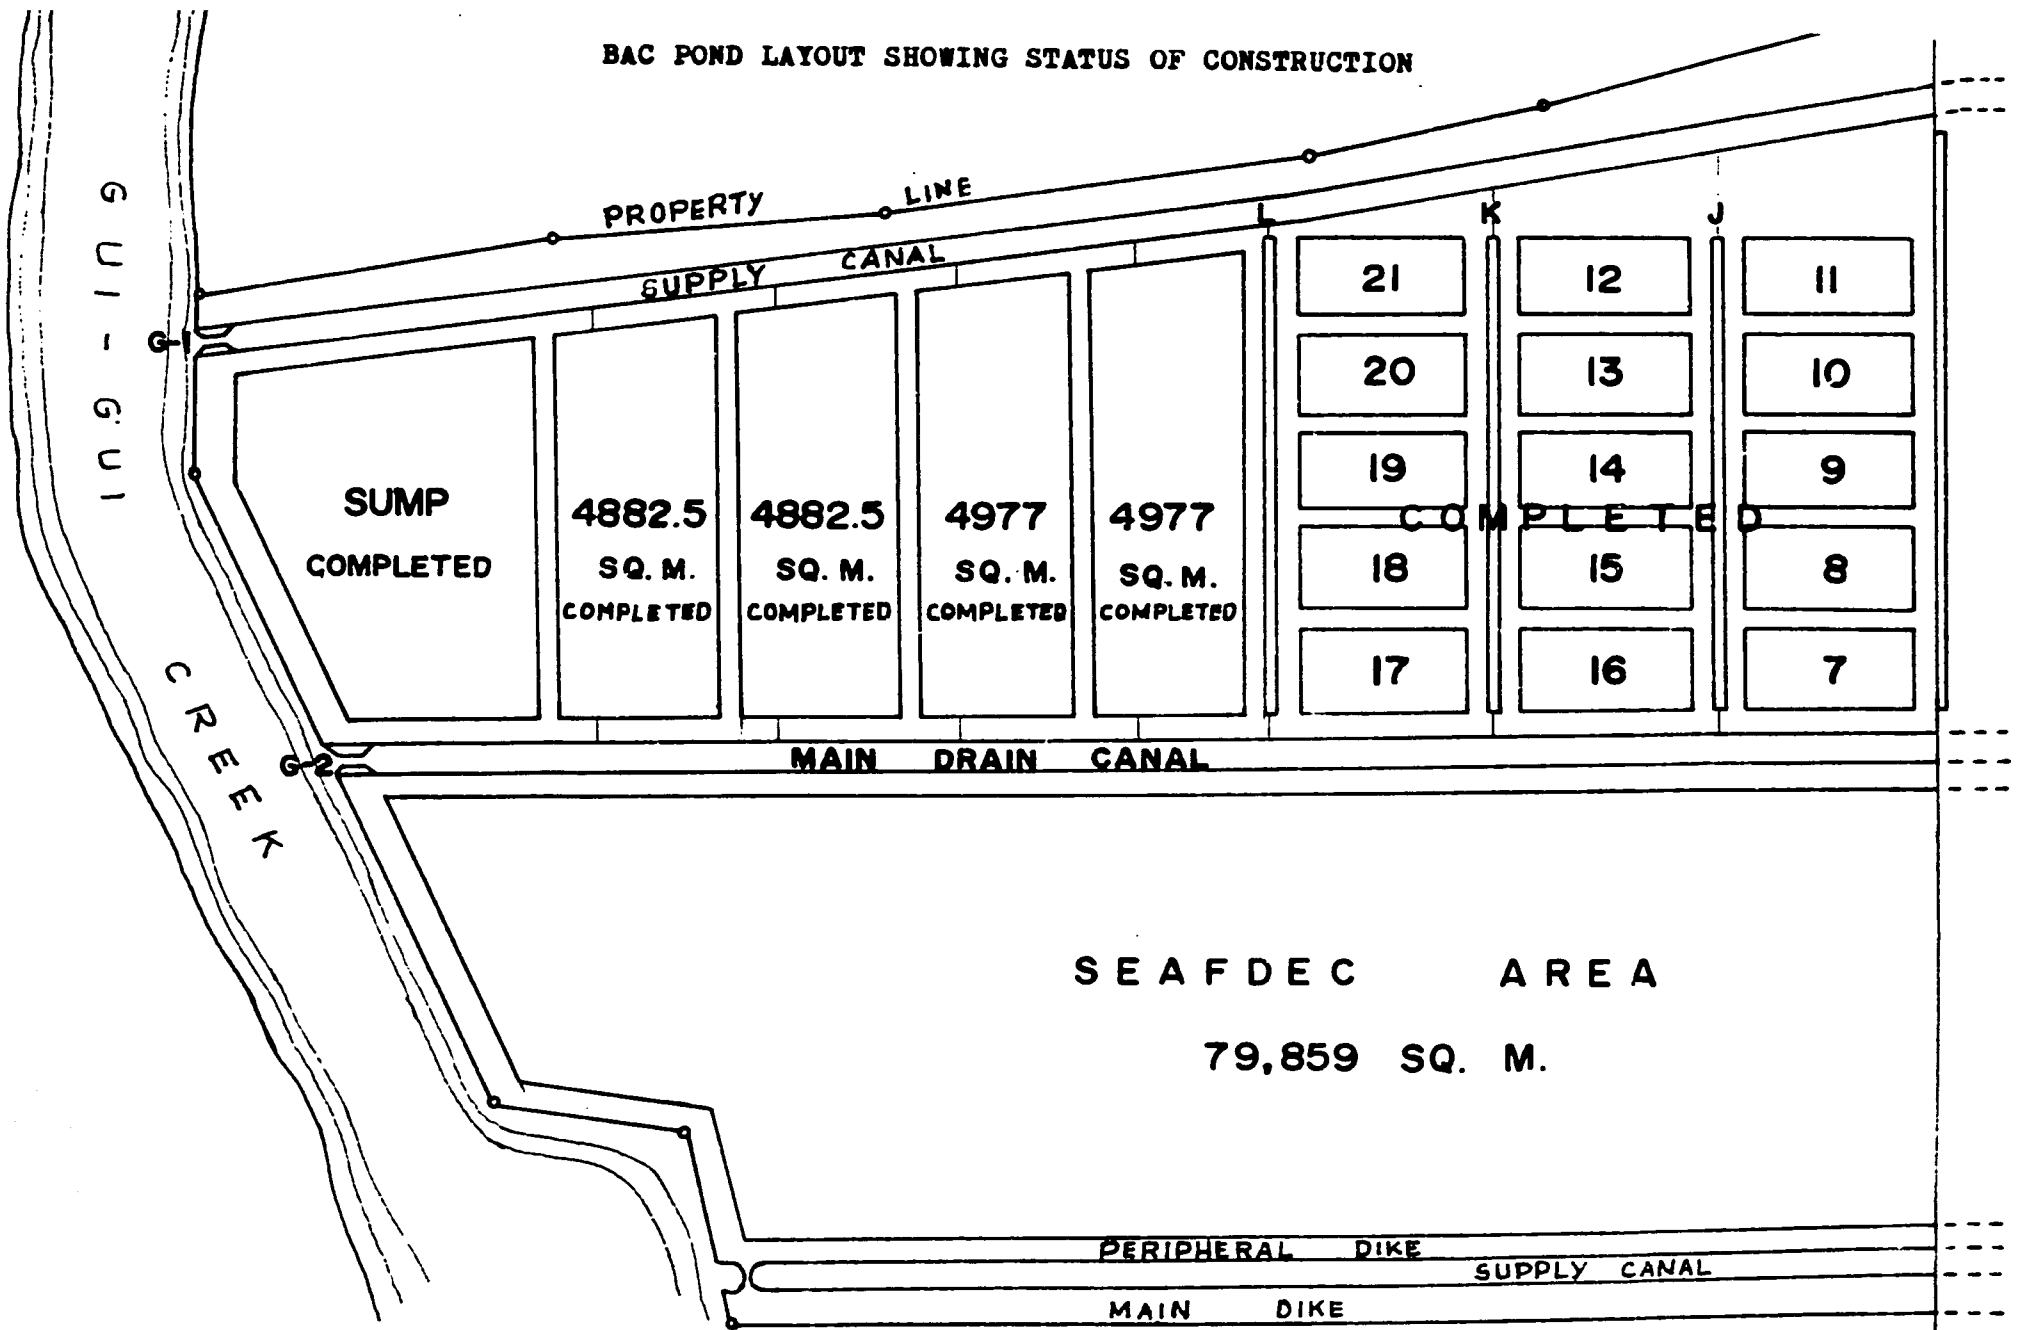 BAC POND LAYOUT SHOWING STATUS OF CONSTRUCTION
PROPERTY LINE
SUPPLY CANAL
GUI-GUI
CREEK
G-1
G-2
L K J
21 12 11
20 13 10
19 14 9
18 15 8
17 16 7
COMPLETED
SUMP
COMPLETED
4882.5
SQ. M.
COMPLETED
4882.5
SQ. M.
COMPLETED
4977
SQ. M.
COMPLETED
4977
SQ. M.
COMPLETED
MAIN DRAIN CANAL
SEAFDEC AREA
79,859 SQ. M.
PERIPHERAL DIKE
SUPPLY CANAL
MAIN DIKE